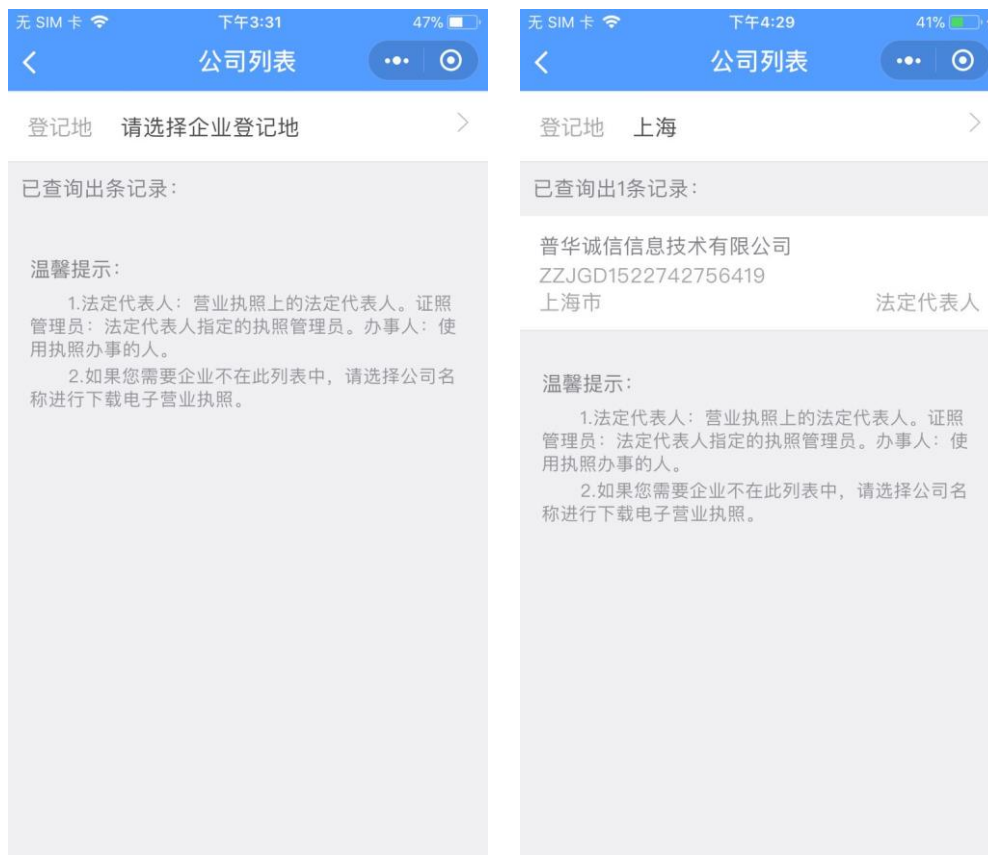 无 SIM 卡 下午3:31 47%
公司列表
登记地 请选择企业登记地
已查询出条记录：
温馨提示：
1.法定代表人：营业执照上的法定代表人。证照
管理员：法定代表人指定的执照管理员。办事人：使
用执照办事的人。
2.如果您需要企业不在此列表中，请选择公司名
称进行下载电子营业执照。
无 SIM 卡 下午4:29 41%
公司列表
登记地 上海
已查询出1条记录：
普华诚信信息技术有限公司
ZZJGD1522742756419
上海市 法定代表人
温馨提示：
1.法定代表人：营业执照上的法定代表人。证照
管理员：法定代表人指定的执照管理员。办事人：使
用执照办事的人。
2.如果您需要企业不在此列表中，请选择公司名
称进行下载电子营业执照。